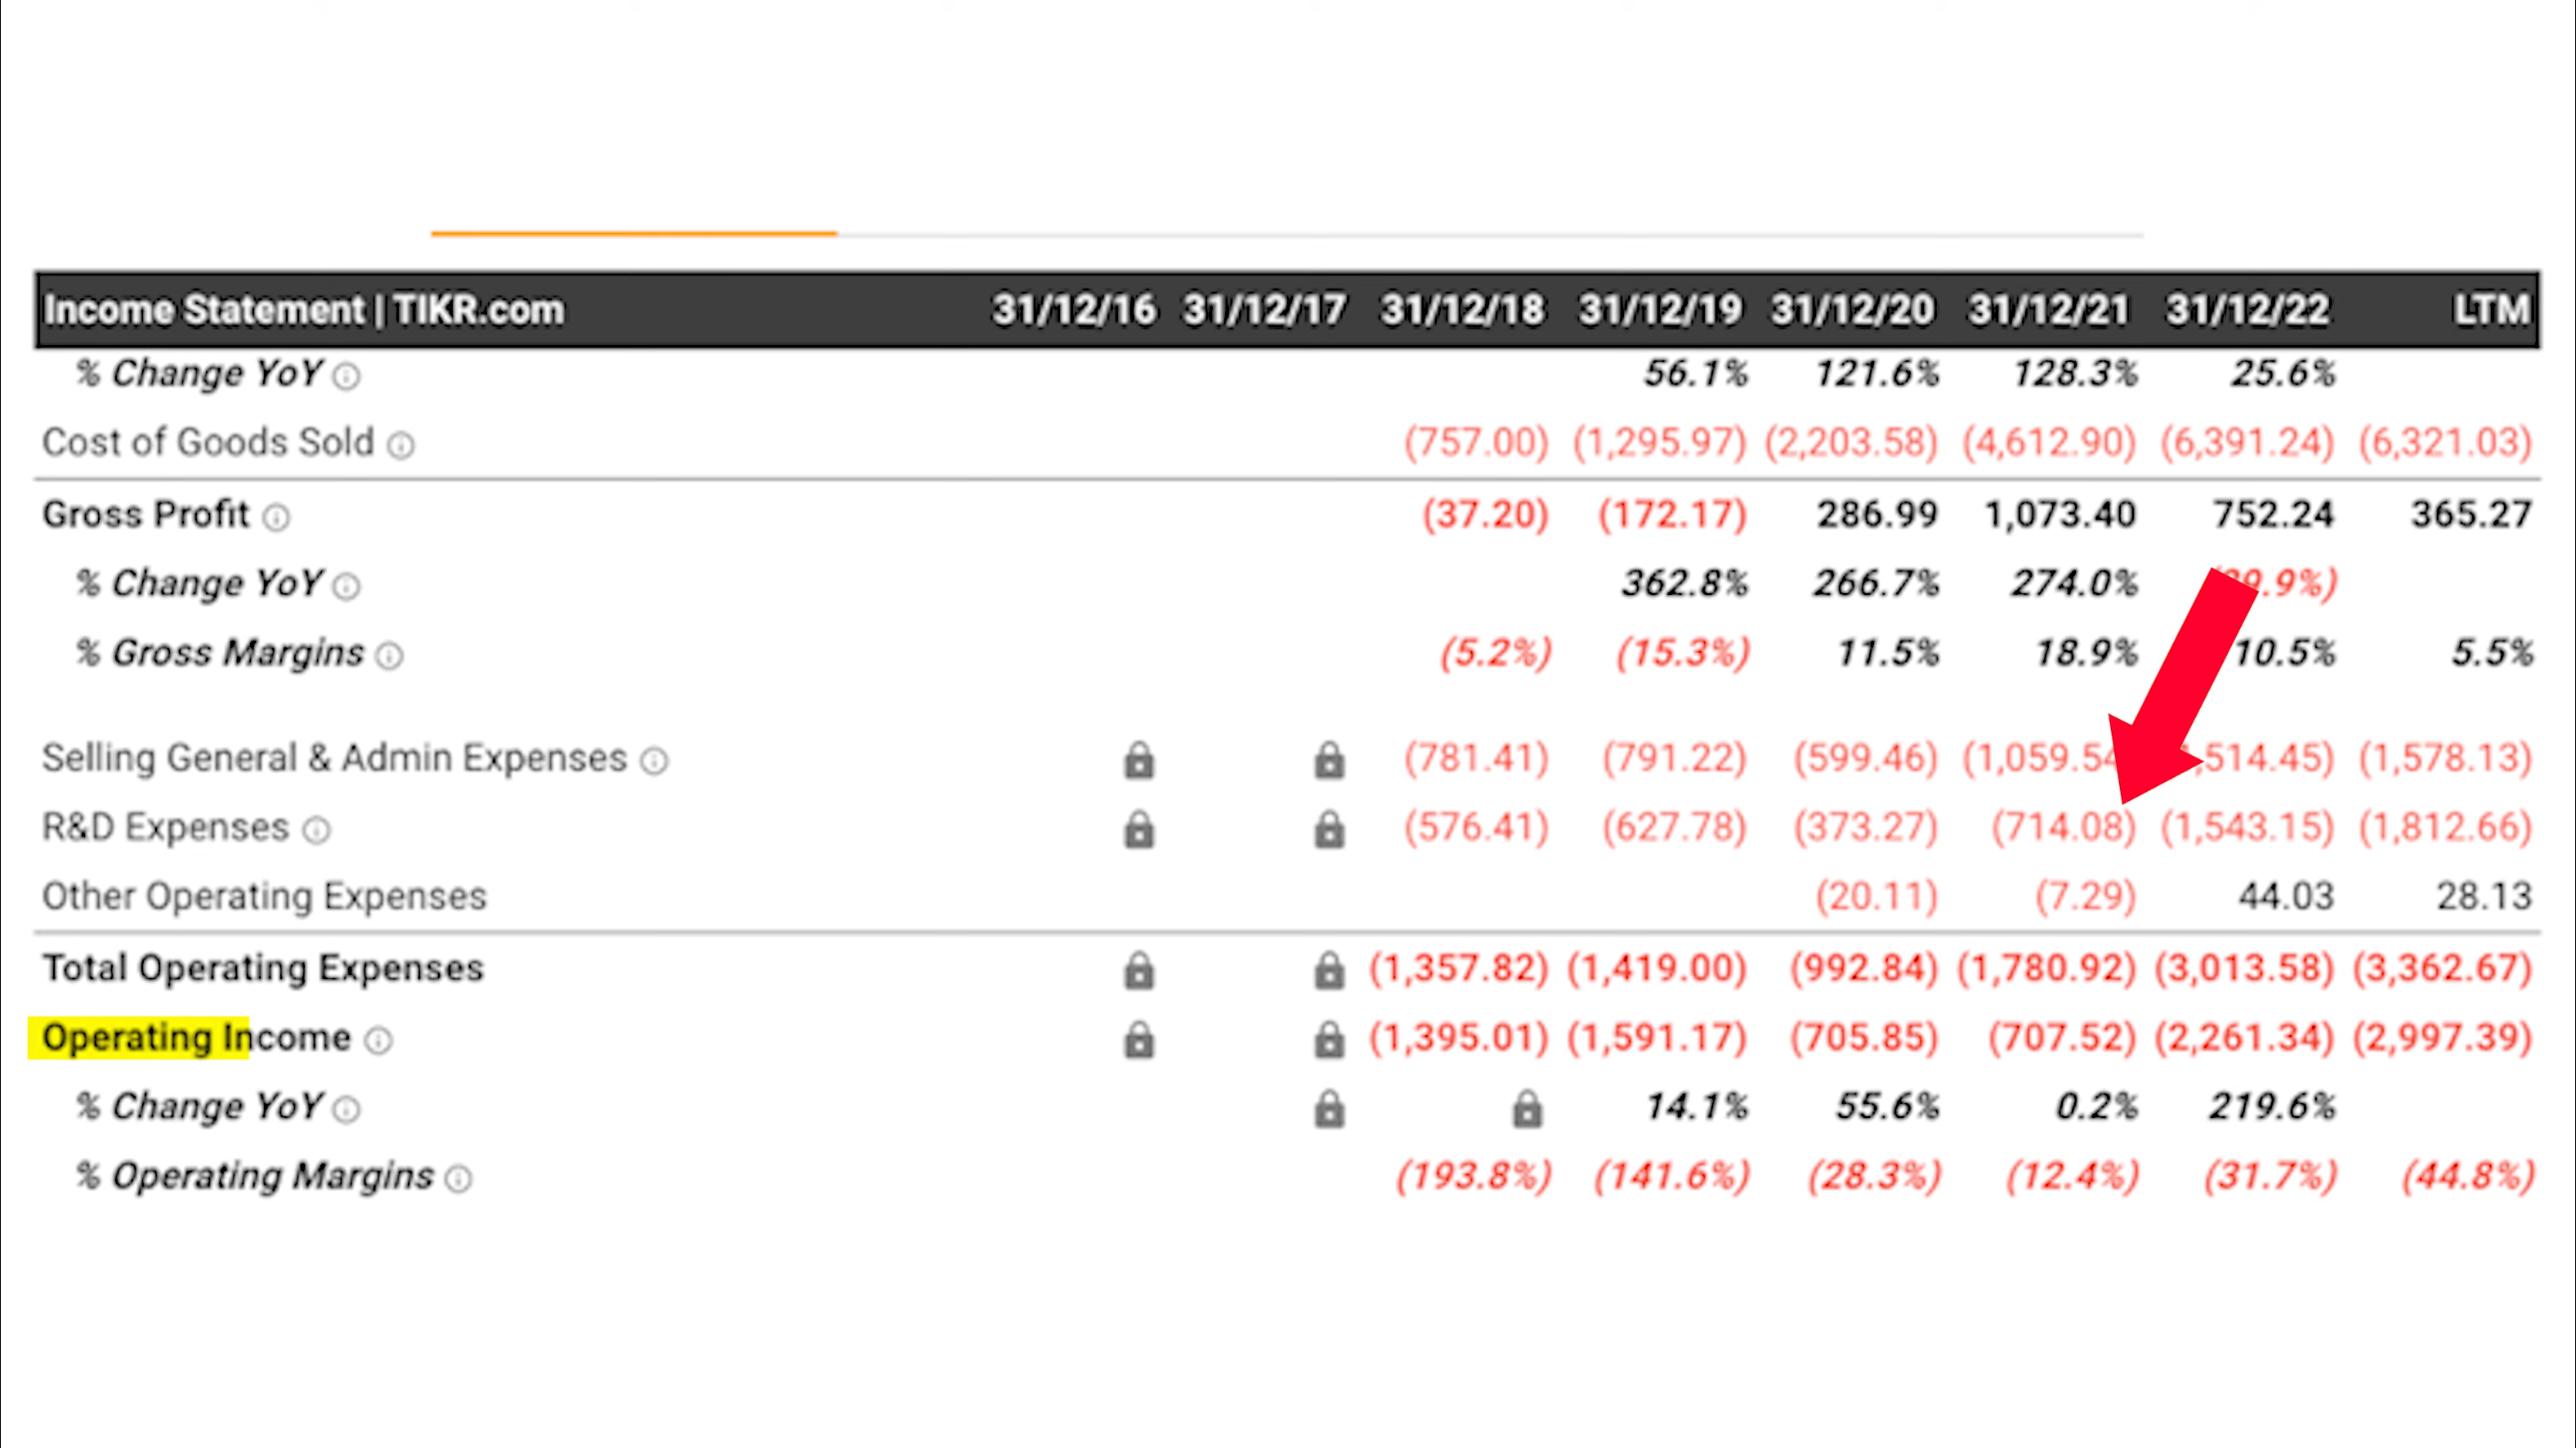 Income Statement | TIKR.com 31/12/16 31/12/17 31/12/18 31/12/19 31/12/20 31/12/21 31/12/22 LTM
% Change YoY 56.1% 121.6% 128.3% 25.6%
Cost of Goods Sold (757.00) (1,295.97) (2,203.58) (4,612.90) (6,391.24) (6,321.03)
Gross Profit (37.20) (172.17) 286.99 1,073.40 752.24 365.27
% Change YoY 362.8% 266.7% 274.0%
% Gross Margins (5.2%) (15.3%) 11.5% 18.9% 10.5% 5.5%
Selling General & Admin Expenses (781.41) (791.22) (599.46) (1,059.54 ,514.45) (1,578.13)
R&D Expenses (576.41) (627.78) (373.27) (714.08) (1,543.15) (1,812.66)
Other Operating Expenses (20.11) (7.29) 44.03 28.13
Total Operating Expenses (1,357.82) (1,419.00) (992.84) (1,780.92) (3,013.58) (3,362.67)
Operating Income (1,395.01) (1,591.17) (705.85) (707.52) (2,261.34) (2,997.39)
% Change YoY 14.1% 55.6% 0.2% 219.6%
% Operating Margins (193.8%) (141.6%) (28.3%) (12.4%) (31.7%) (44.8%)